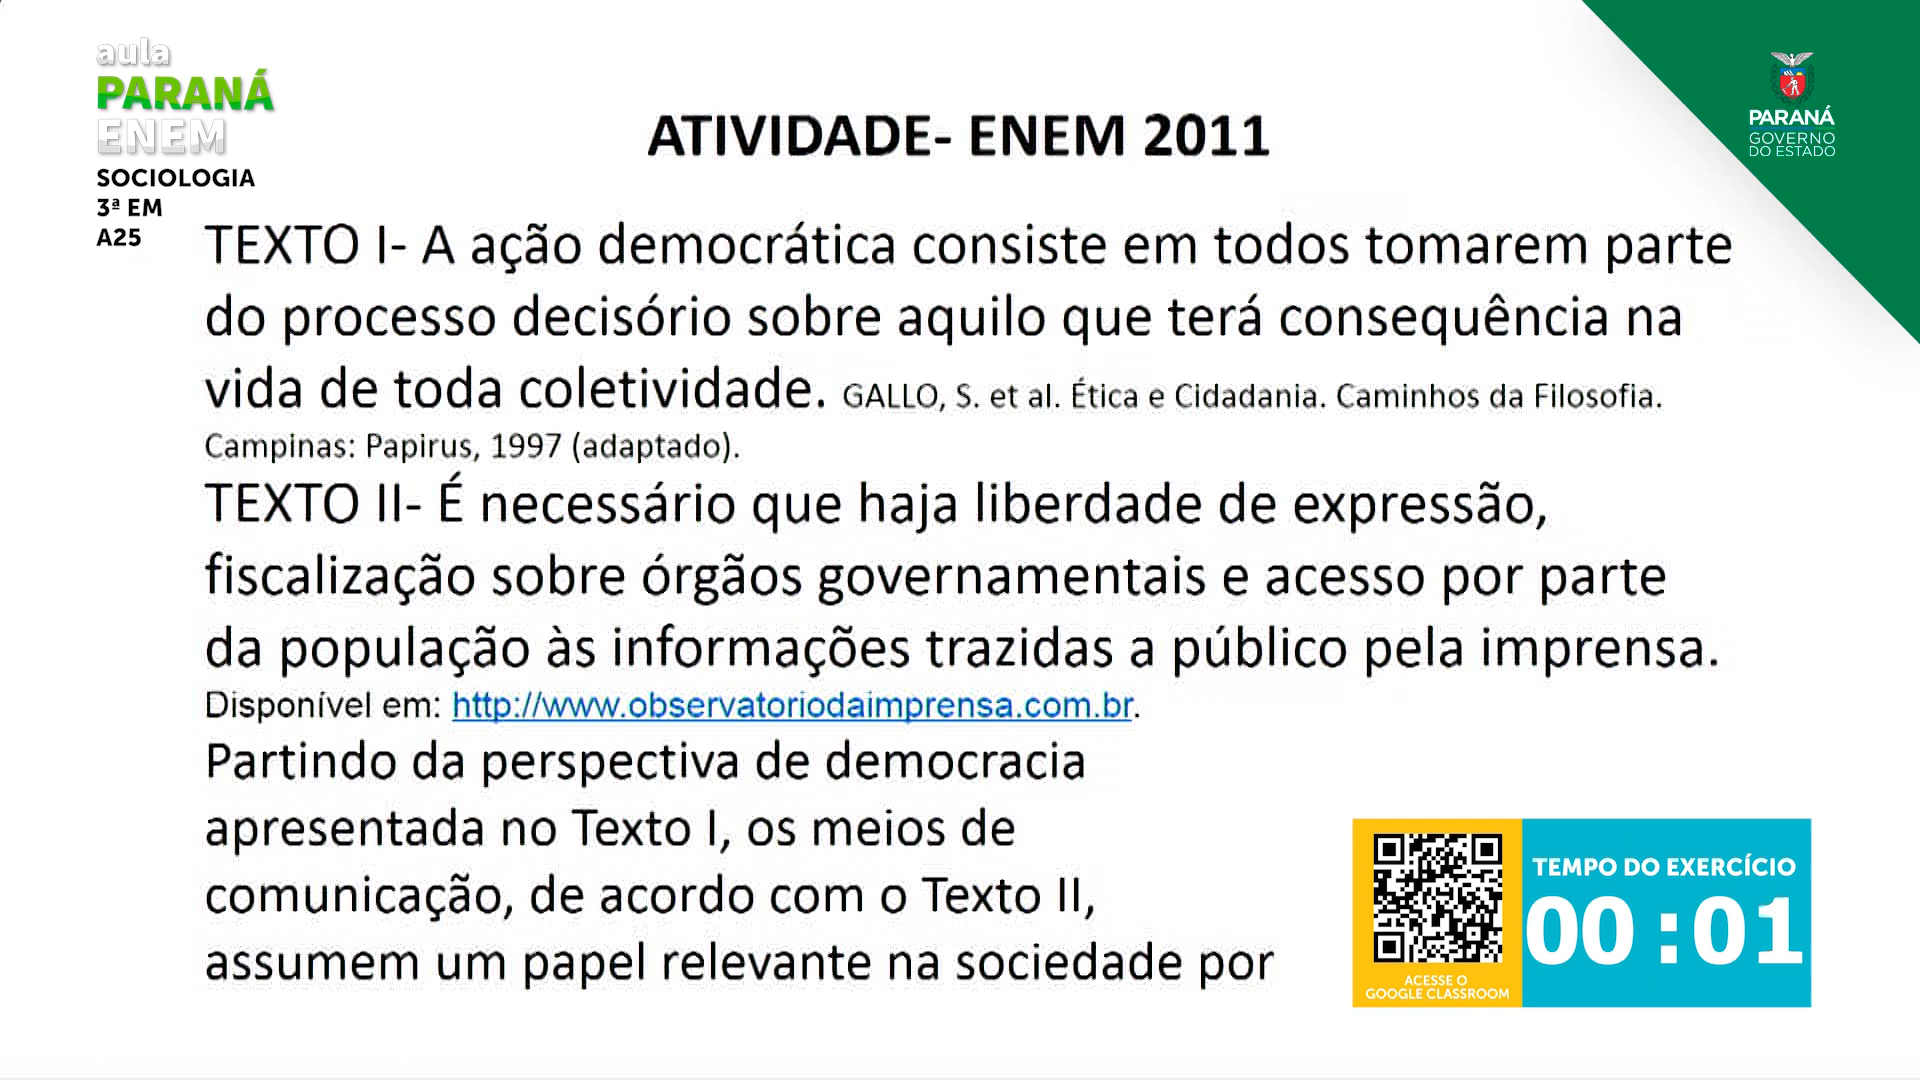 aula
PARANÁ
ENEM
SOCIOLOGIA
3ª EM
A25
PARANÁ
GOVERNO
DO ESTADO
ATIVIDADE- ENEM 2011
TEXTO I- A ação democrática consiste em todos tomarem parte
do processo decisório sobre aquilo que terá consequência na
vida de toda coletividade. GALLO, S. et al. Ética e Cidadania. Caminhos da Filosofia.
Campinas: Papirus, 1997 (adaptado).
TEXTO II- É necessário que haja liberdade de expressão,
fiscalização sobre órgãos governamentais e acesso por parte
da população às informações trazidas a público pela imprensa.
Disponível em: http://www.observatoriodaimprensa.com.br.
Partindo da perspectiva de democracia
apresentada no Texto I, os meios de
comunicação, de acordo com o Texto II,
assumem um papel relevante na sociedade por
ACESSE O
GOOGLE CLASSROOM
TEMPO DO EXERCÍCIO
00 : 01